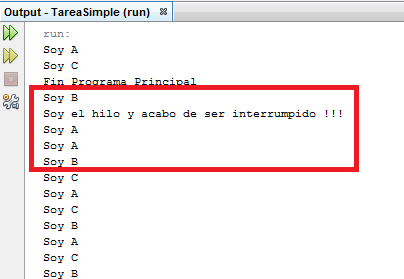 Output - TareaSimple (run)
run:
Soy A
Soy C
Fin Programa Principal
Soy B
Soy el hilo y acabo de ser interrumpido !!!
Soy A
Soy A
Soy B
Soy C
Soy A
Soy C
Soy B
Soy A
Soy C
Soy B